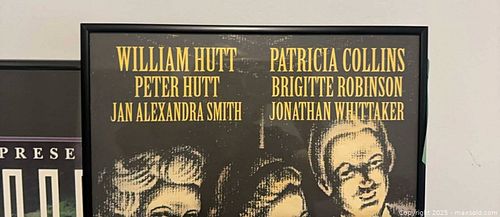 WILLIAM HUTT
PETER HUTT
JAN ALEXANDRA SMITH
PATRICIA COLLINS
BRIGITTE ROBINSON
JONATHAN WHITTAKER
PRESE
Copyright 2025 - maxsold.com